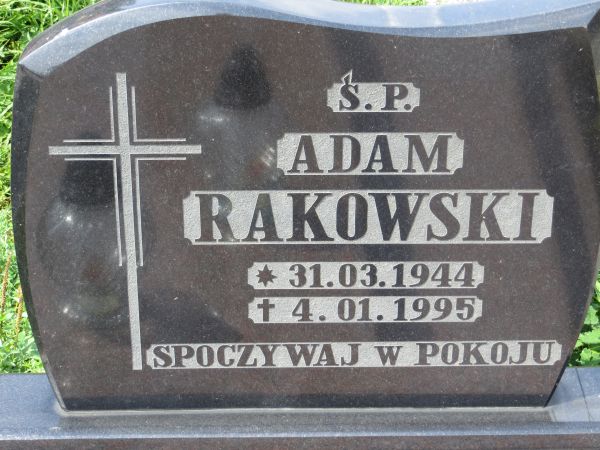 Ś.P.
ADAM
RAKOWSKI
✶ 31.03.1944
✝ 4.01.1995
SPOCZYWAJ W POKOJU